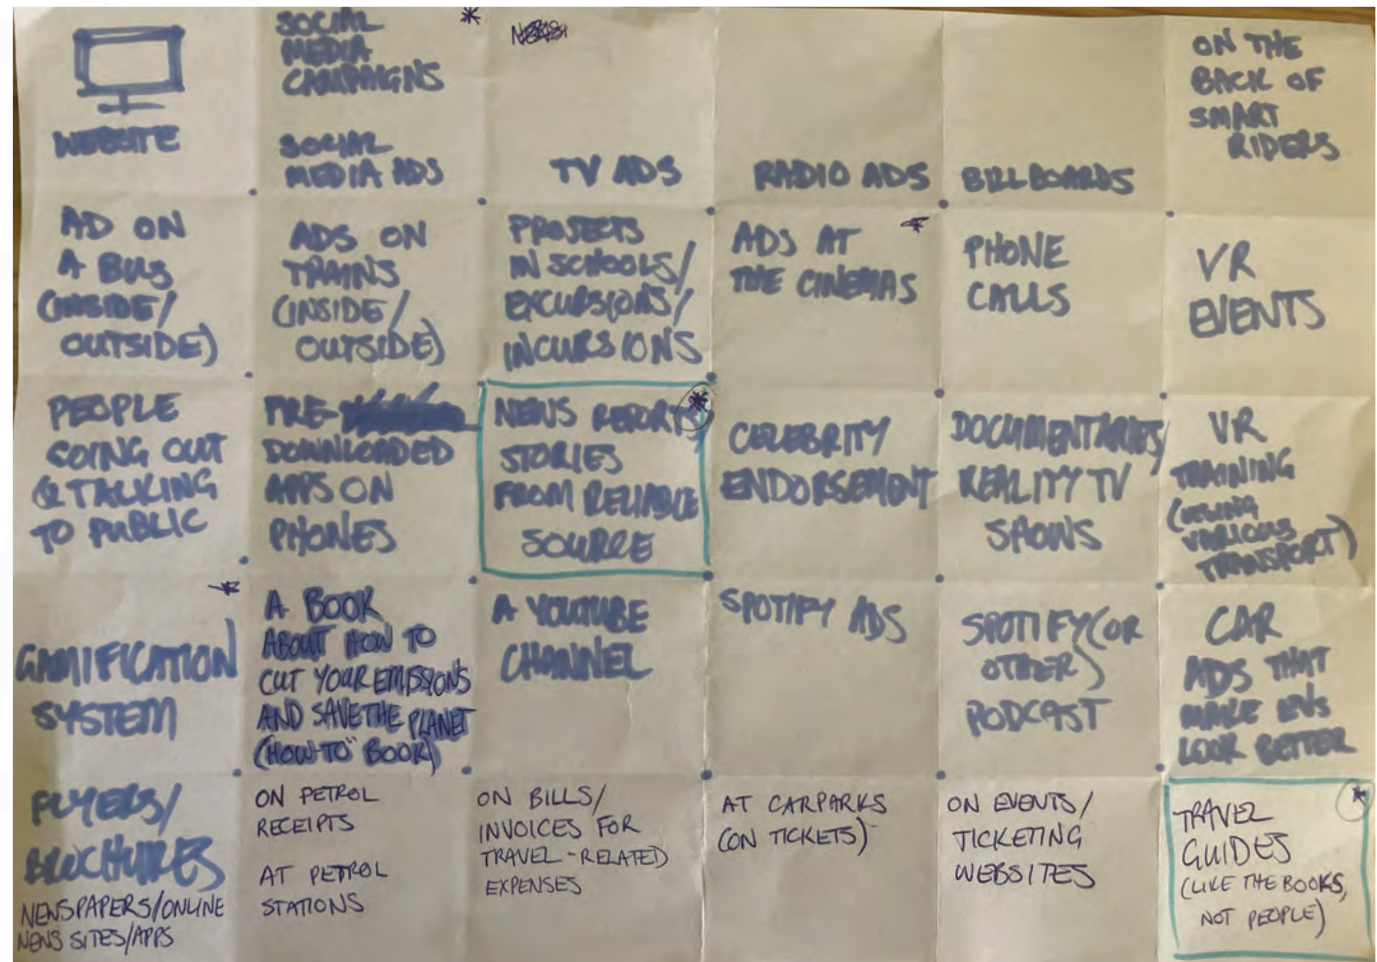 WEBSITE
SOCIAL
MEDIA
CAMPAIGNS
SOCIAL
MEDIA ADS
TV ADS
RADIO ADS
BILLBOARDS
ON THE
BACK OF
SMART
RIDERS
AD ON
A BUS
(INSIDE/
OUTSIDE)
ADS ON
TRAINS
(INSIDE/
OUTSIDE)
PROJECTS
IN SCHOOLS/
EXCURSIONS/
INCURSIONS
ADS AT
THE CINEMAS
PHONE
CALLS
VR
EVENTS
PEOPLE
GOING OUT
& TALKING
TO PUBLIC
PRE-
DOWNLOADED
APPS ON
PHONES
NEWS REPORTS
STORIES
FROM RELIABLE
SOURCE
CELEBRITY
ENDORSEMENT
DOCUMENTARIES/
REALITY TV
SHOWS
VR
TRAINING
(USING
VARIOUS
TRANSPORT)
GAMIFICATION
SYSTEM
A BOOK
ABOUT HOW TO
CUT YOUR EMISSIONS
AND SAVE THE PLANET
(HOW-TO" BOOK)
A YOUTUBE
CHANNEL
SPOTIFY ADS
SPOTIFY (OR
OTHER)
PODCAST
CAR
ADS THAT
MAKE EVs
LOOK BETTER
FLYERS/
BROCHURES
NEWSPAPERS/ONLINE
NEWS SITES/APPS
ON PETROL
RECEIPTS
AT PETROL
STATIONS
ON BILLS/
INVOICES FOR
TRAVEL-RELATED
EXPENSES
AT CARPARKS
(ON TICKETS)
ON EVENTS/
TICKETING
WEBSITES
TRAVEL
GUIDES
(LIKE THE BOOKS,
NOT PEOPLE)